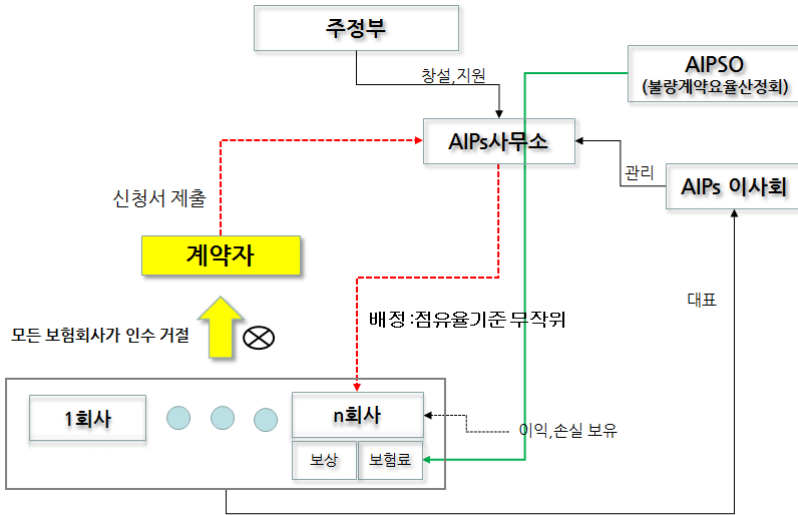 주정부
창설,지원
AIPSO
(불량계약요율산정회)
AIPs사무소
관리
AIPs 이사회
신청서 제출
계약자
대표
배정 :점유율기준 무작위
모든 보험회사가 인수 거절
1회사
n회사
이익,손실 보유
보상
보험료